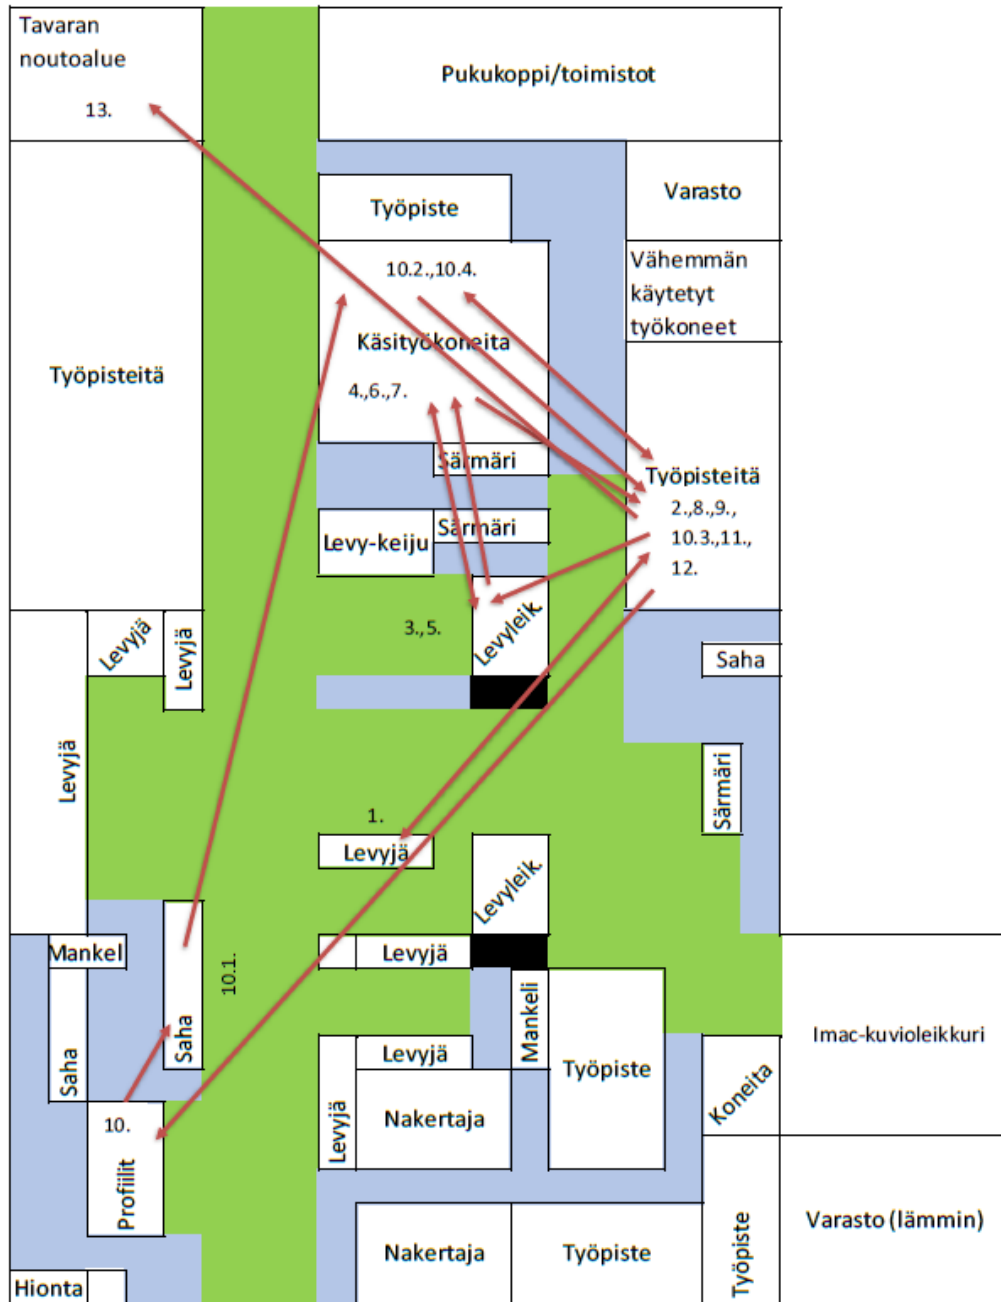 Tavaran
noutoalue
13.
Pukukoppi/toimistot
Työpiste
Varasto
10.2.,10.4.
Vähemmän
käytetyt
työkoneet
Käsityökoneita
Työpisteitä
4.,6.,7.
Särmäri
Työpisteitä
2.,8.,9.,
10.3.,11.,
12.
Levy-keiju
Särmäri
Levyjä
Levyjä
3.,5.
Levyleik.
Saha
Levyjä
Särmäri
1.
Levyjä
Levyleik.
Mankel
Saha
10.1.
Levyjä
Saha
Mankeli
Imac-kuvioleikkuri
Levyjä
Työpiste
Koneita
10.
Profiilit
Levyjä
Nakertaja
Nakertaja
Työpiste
Työpiste
Varasto (lämmin)
Hionta